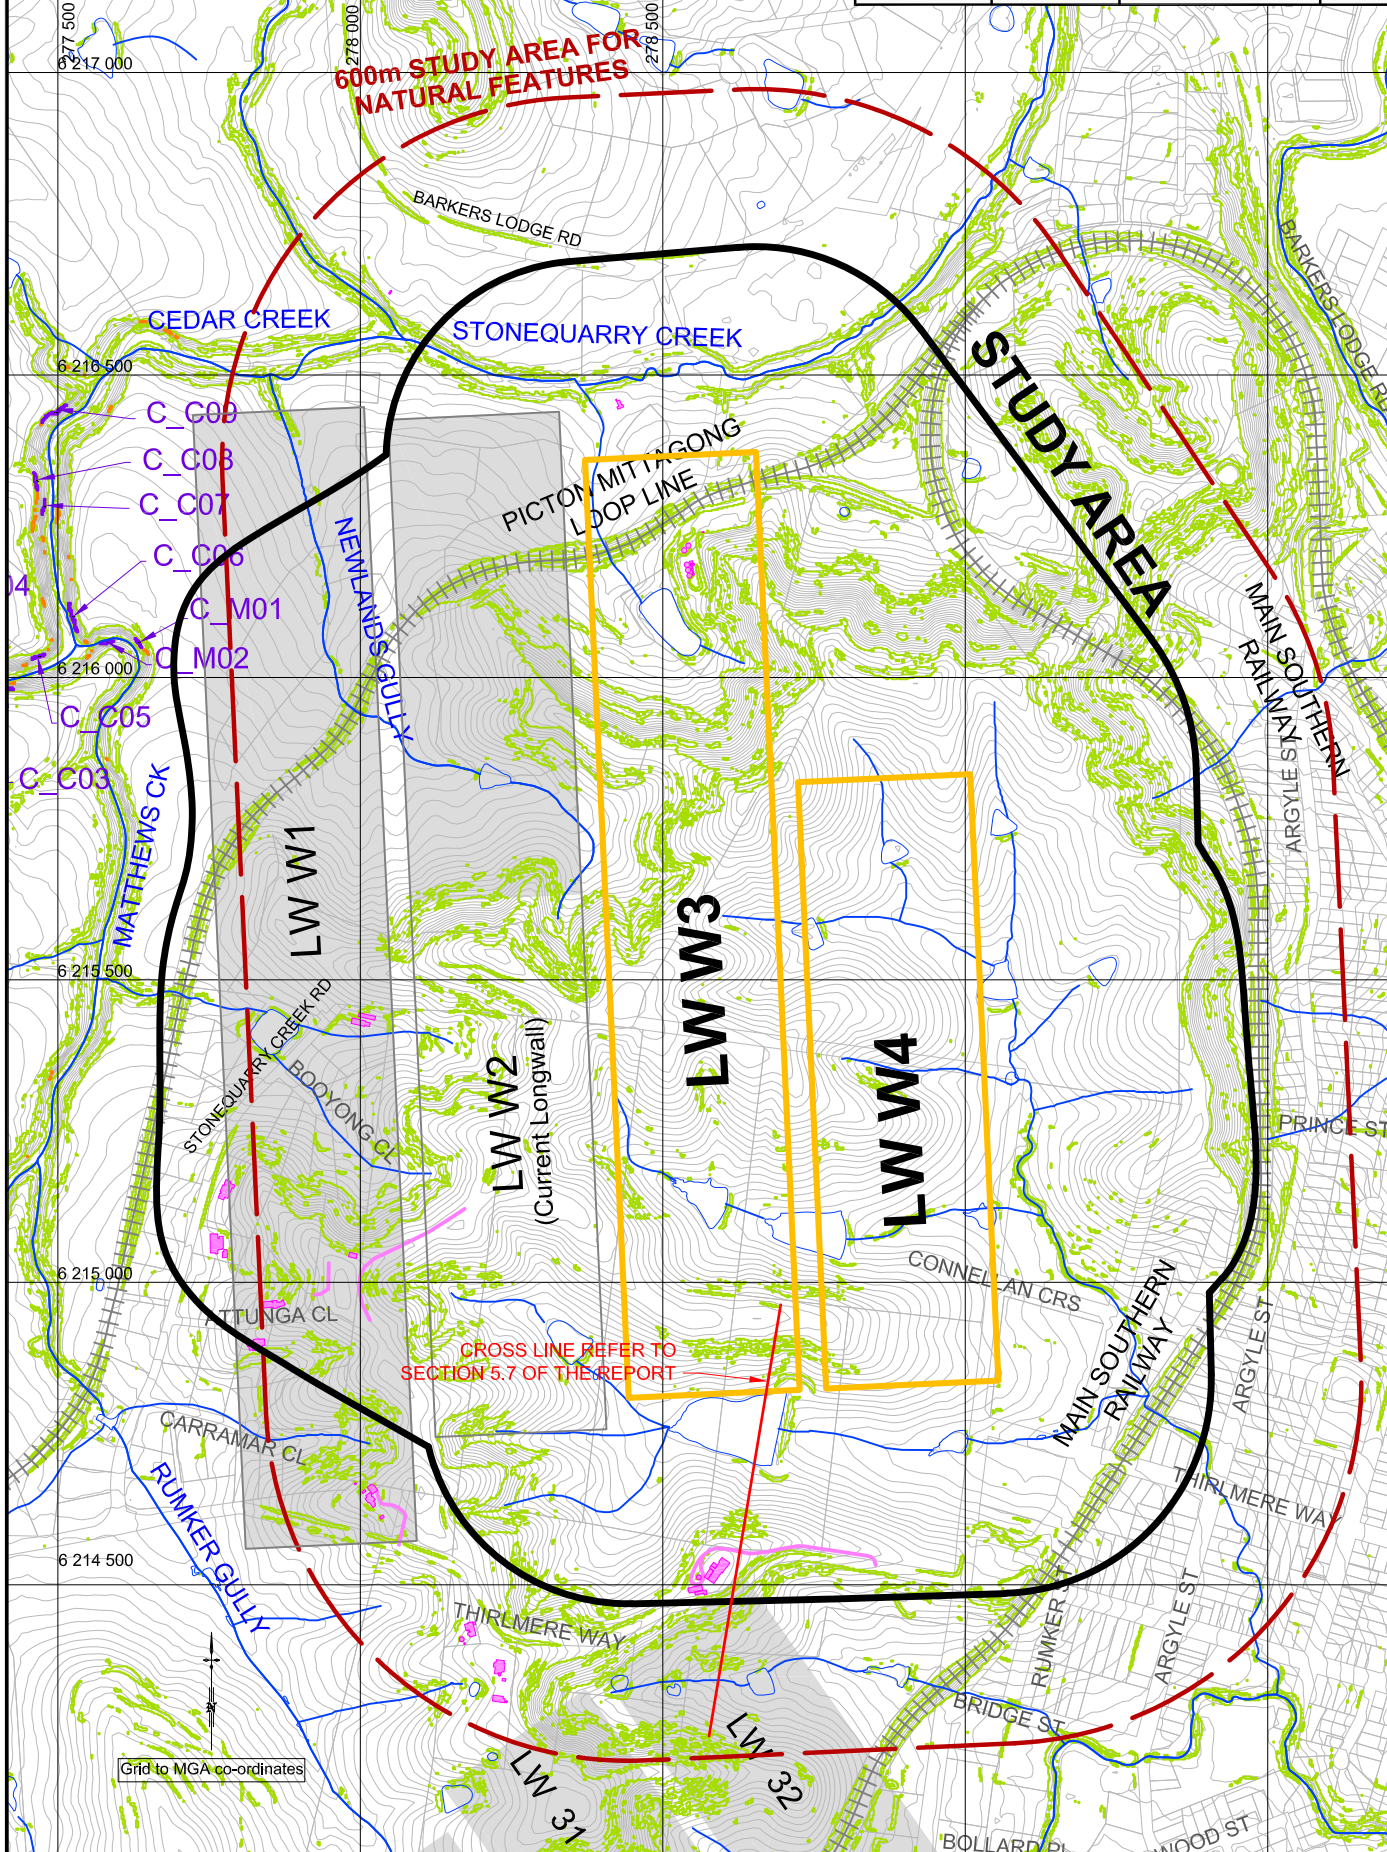 277 500
278 000
278 500
6 217 000
600m STUDY AREA FOR
NATURAL FEATURES
BARKERS LODGE RD
BARKERS LODGE RD
CEDAR CREEK
STONEQUARRY CREEK
6 216 500
STUDY AREA
C_C09
C_C08
C_C07
C_C06
04
C_M01
C_M02
6 216 000
C_C05
C_C03
PICTON MITTAGONG
LOOP LINE
NEWLANDS GULLY
MAIN SOUTHERN
RAILWAY
ARGYLE ST
MATTHEWS CK
LW W1
LW W2
(Current Longwall)
LW W3
LW W4
6 215 500
STONEQUARRY CREEK RD
BOOYONG CL
PRINCE ST
6 215 000
CONNELLAN CRS
ATTUNGA CL
CROSS LINE REFER TO
SECTION 5.7 OF THE REPORT
MAIN SOUTHERN
RAILWAY
ARGYLE ST
CARRAMAR CL
RUMKER GULLY
THIRLMERE WAY
6 214 500
THIRLMERE WAY
RUMKER ST
ARGYLE ST
BRIDGE ST
N
Grid to MGA co-ordinates
LW 31
LW 32
BOLLARD PL
WOOD ST